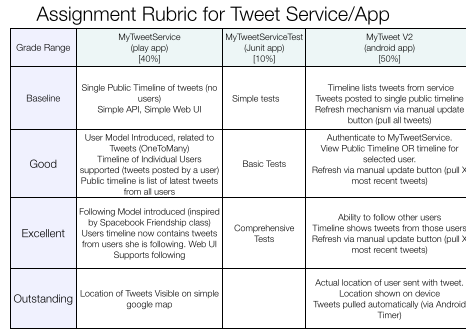 Assignment Rubric for Tweet Service/App
Grade Range
MyTweetService
(play app)
[40%]
MyTweetServiceTest
(Junit app)
[10%]
MyTweet V2
(android app)
[50%]
Baseline
Single Public Timeline of tweets (no
users)
Simple API, Simple Web UI
Simple tests
Timeline lists tweets from service
Tweets posted to single public timeline
Refresh mechanism via manual update
button (pull all tweets)
Good
User Model Introduced, related to
Tweets (OneToMany)
Timeline of Individual Users
supported (tweets posted by a user)
Public timeline is list of latest tweets
from all users
Basic Tests
Authenticate to MyTweetService.
View Public Timeline OR timeline for
selected user.
Refresh via manual update button (pull X
most recent tweets)
Excellent
Following Model introduced (inspired
by Spacebook Friendship class)
Users timeline now contains tweets
from users she is following. Web UI
Supports following
Comprehensive
Tests
Ability to follow other users
Timeline shows tweets from those users
Refresh via manual update button (pull X
most recent tweets)
Outstanding
Location of Tweets Visible on simple
google map
Actual location of user sent with tweet.
Location shown on device
Tweets pulled automatically (via Android
Timer)